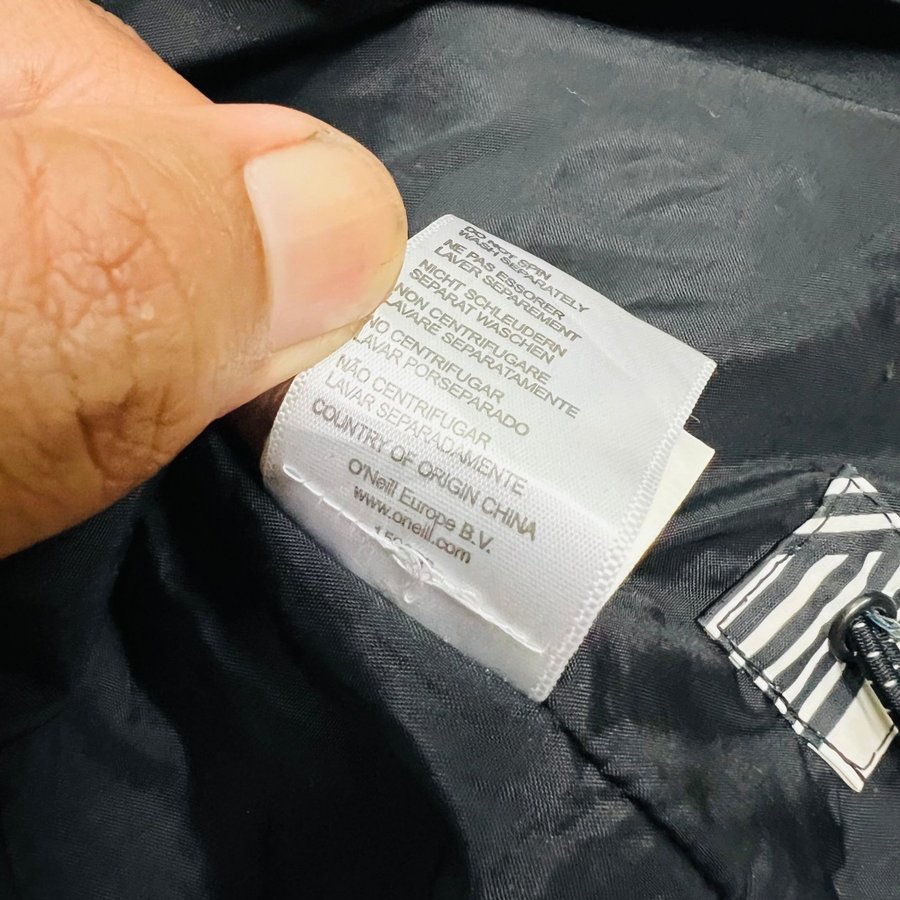 DO NOT SPIN
WASH SEPARATELY
NE PAS ESSORER
LAVER SEPAREMENT
NICHT SCHLEUDERN
SEPARAT WASCHEN
NON CENTRIFUGARE
LAVARE SEPARATAMENTE
NO CENTRIFUGAR
LAVAR PORSEPARADO
NÃO CENTRIFUGAR
LAVAR SEPARADAMENTE
COUNTRY OF ORIGIN CHINA
O'Neill Europe B.V.
www.oneill.com